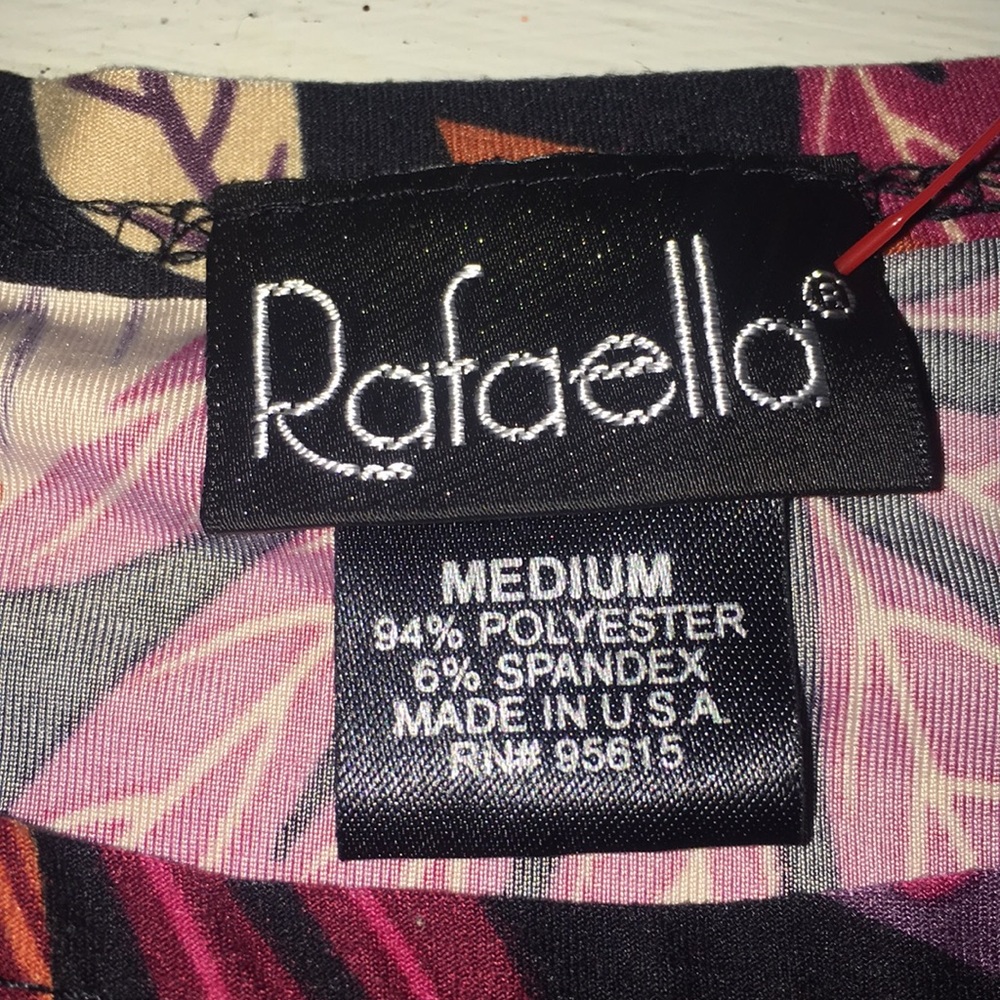 Rafaella®
MEDIUM
94% POLYESTER
6% SPANDEX
MADE IN U.S.A.
RN# 95615